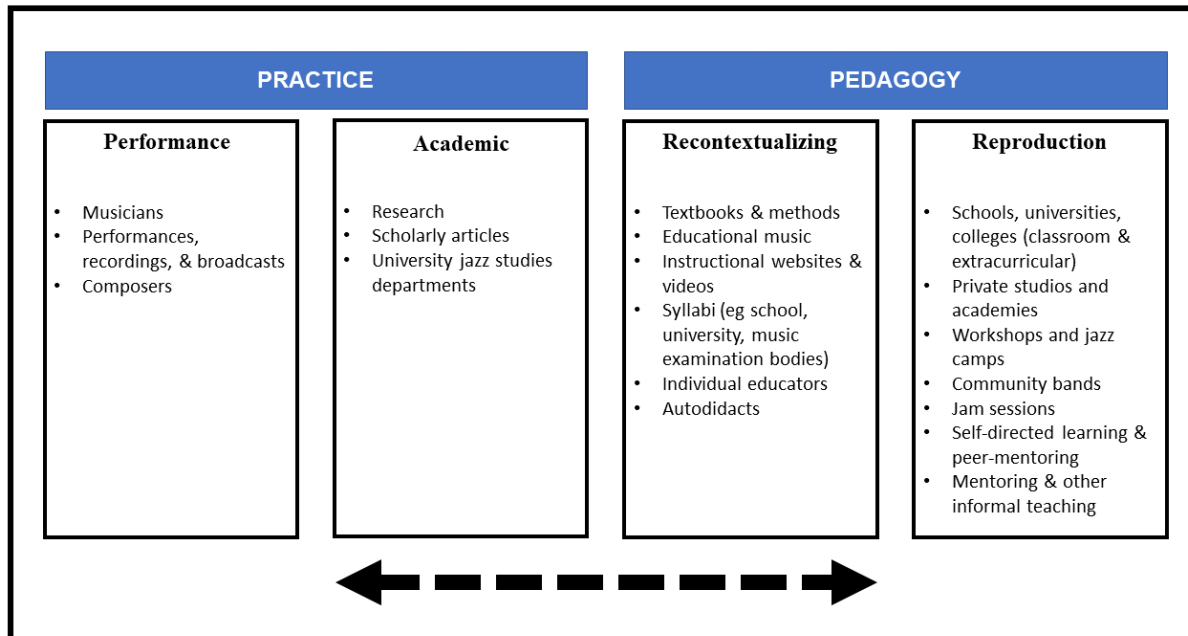 PRACTICE
PEDAGOGY
Performance
• Musicians
• Performances,
recordings, & broadcasts
• Composers
Academic
• Research
• Scholarly articles
• University jazz studies
departments
Recontextualizing
• Textbooks & methods
• Educational music
• Instructional websites &
videos
• Syllabi (eg school,
university, music
examination bodies)
• Individual educators
• Autodidacts
Reproduction
• Schools, universities,
colleges (classroom &
extracurricular)
• Private studios and
academies
• Workshops and jazz
camps
• Community bands
• Jam sessions
• Self-directed learning &
peer-mentoring
• Mentoring & other
informal teaching